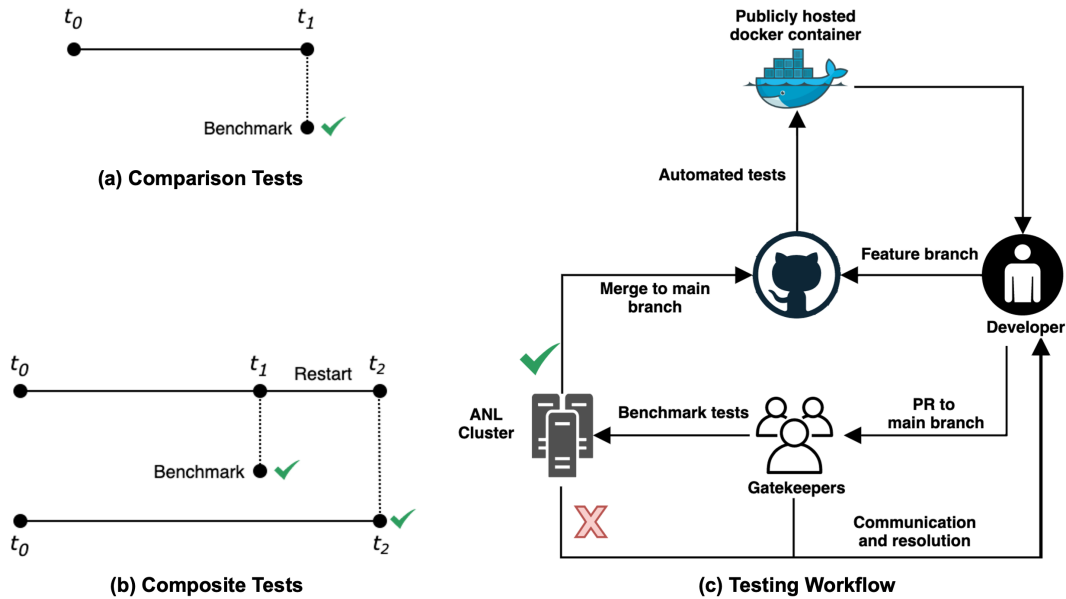 t0
t1
Benchmark
(a) Comparison Tests
t0
t1
Restart
t2
Benchmark
t0
t2
(b) Composite Tests
Publicly hosted
docker container
Automated tests
Feature branch
Merge to main
branch
Developer
ANL
Cluster
Benchmark tests
PR to
main branch
Gatekeepers
X
Communication
and resolution
(c) Testing Workflow